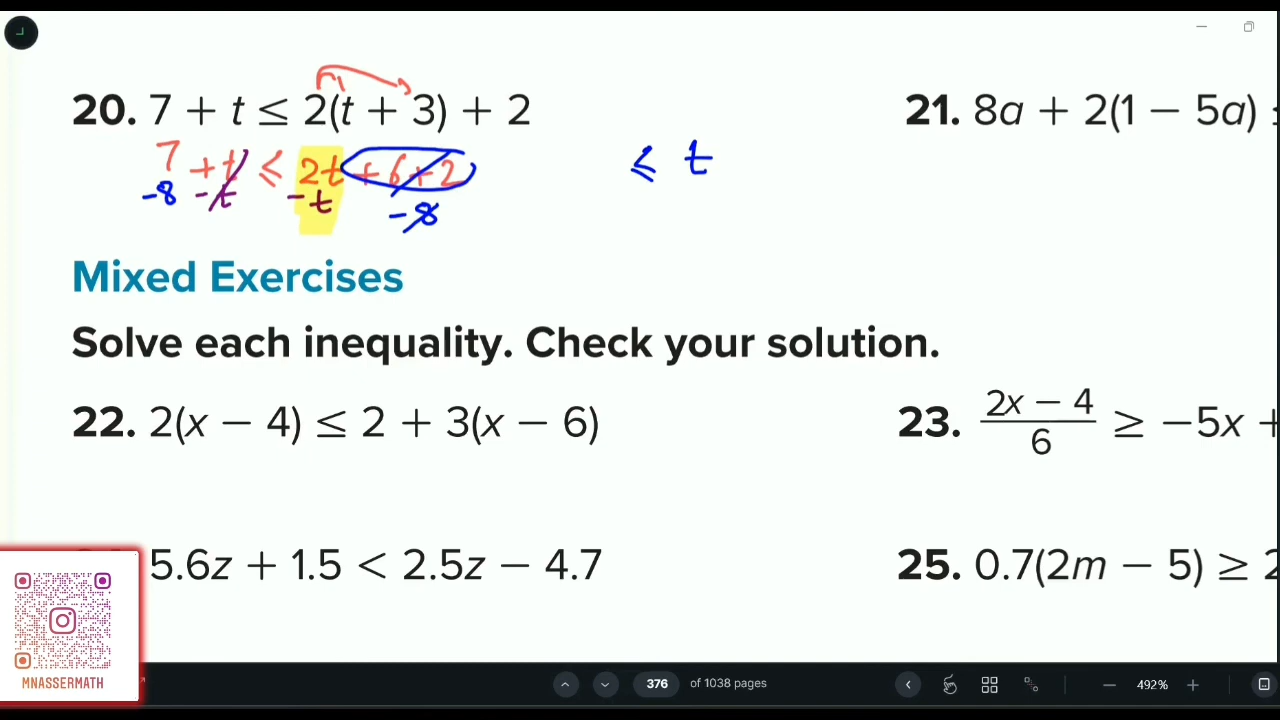 20. 7 + t ≤ 2(t + 3) + 2
21. 8a + 2(1 − 5a)
7 + t ≤ 2t + 6 + 2
≤ t
-8 -t -t -8
Mixed Exercises
Solve each inequality. Check your solution.
22. 2(x − 4) ≤ 2 + 3(x − 6)
23. (2x − 4)/6 ≥ −5x +
5.6z + 1.5 < 2.5z − 4.7
25. 0.7(2m − 5) ≥ 2
MNASSERMATH
376 of 1038 pages
492%